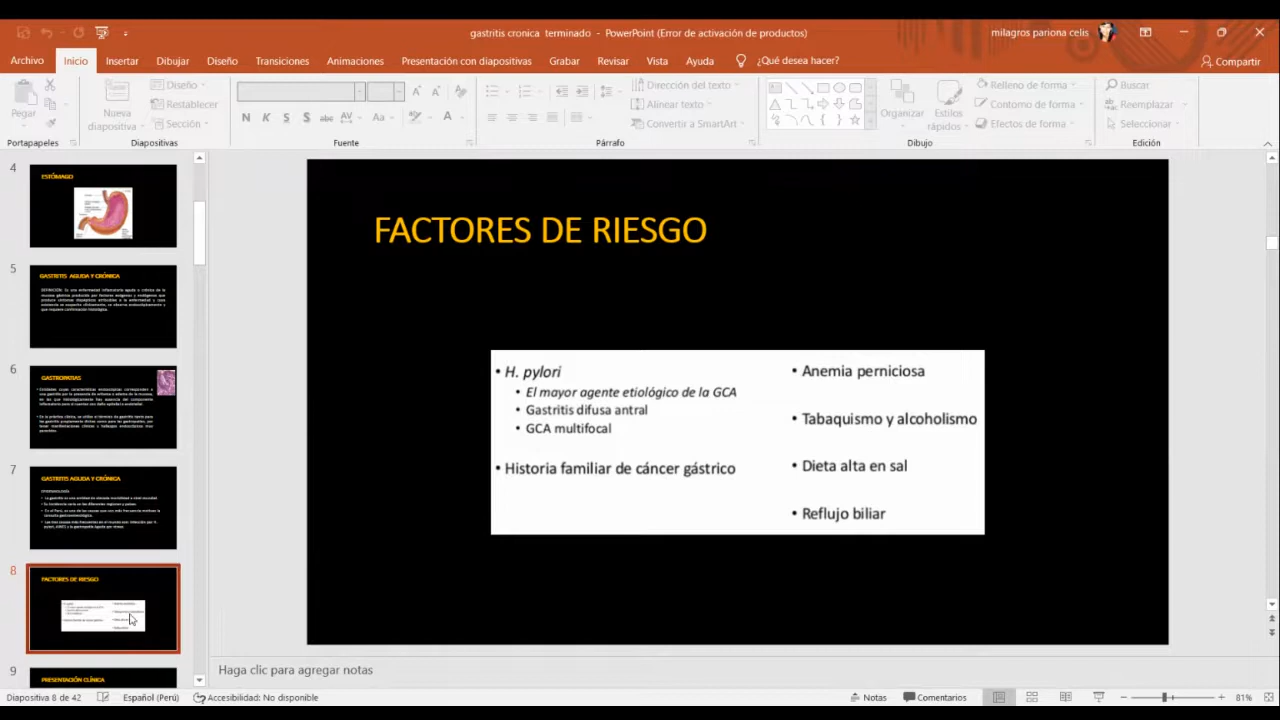 gastritis cronica terminado - PowerPoint (Error de activación de productos)
milagros pariona celis
Archivo Inicio Insertar Dibujar Diseño Transiciones Animaciones Presentación con diapositivas Grabar Revisar Vista Ayuda ¿Qué desea hacer? Compartir
Pegar
Nueva diapositiva
Diseño
Restablecer
Sección
N K S S abc AV Aa A
Dirección del texto
Alinear texto
Convertir a SmartArt
Organizar
Estilos rápidos
Relleno de forma
Contorno de forma
Efectos de forma
Buscar
Reemplazar
Seleccionar
Portapapeles Diapositivas Fuente Párrafo Dibujo Edición
4
ESTÓMAGO
5
GASTRITIS AGUDA Y CRÓNICA
6
GASTROPATIAS
7
GASTRITIS AGUDA Y CRÓNICA
8
FACTORES DE RIESGO
9
PRESENTACIÓN CLÍNICA
FACTORES DE RIESGO
• H. pylori
• El mayor agente etiológico de la GCA
• Gastritis difusa antral
• GCA multifocal
• Historia familiar de cáncer gástrico
• Anemia perniciosa
• Tabaquismo y alcoholismo
• Dieta alta en sal
• Reflujo biliar
Haga clic para agregar notas
Diapositiva 8 de 42 Español (Perú) Accesibilidad: No disponible Notas Comentarios 81%